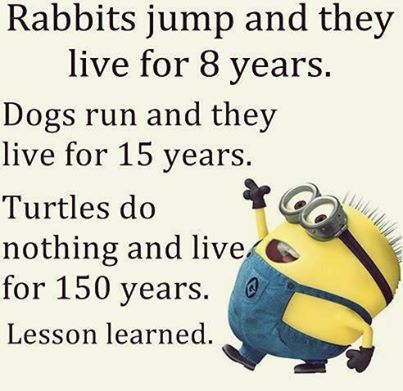 Rabbits jump and they
live for 8 years.
Dogs run and they
live for 15 years.
Turtles do
nothing and live
for 150 years.
Lesson learned.